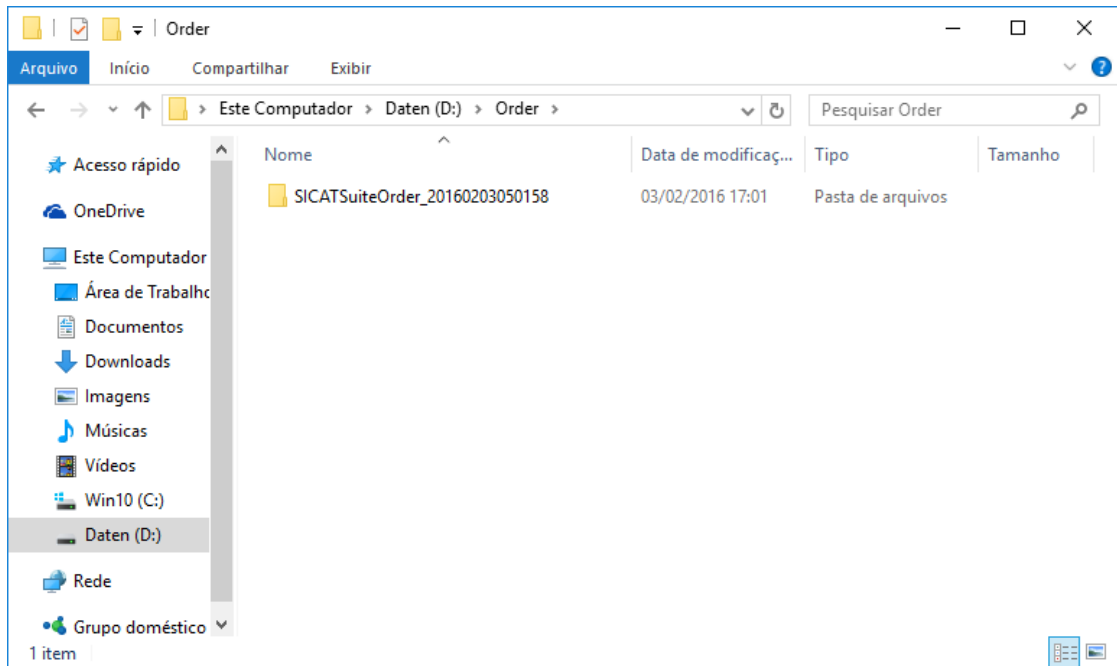 Order
Arquivo Início Compartilhar Exibir
Este Computador > Daten (D:) > Order > Pesquisar Order
Nome Data de modificaç... Tipo Tamanho
SICATSuiteOrder_20160203050158 03/02/2016 17:01 Pasta de arquivos
Acesso rápido
OneDrive
Este Computador
Área de Trabalho
Documentos
Downloads
Imagens
Músicas
Vídeos
Win10 (C:)
Daten (D:)
Rede
Grupo doméstico
1 item